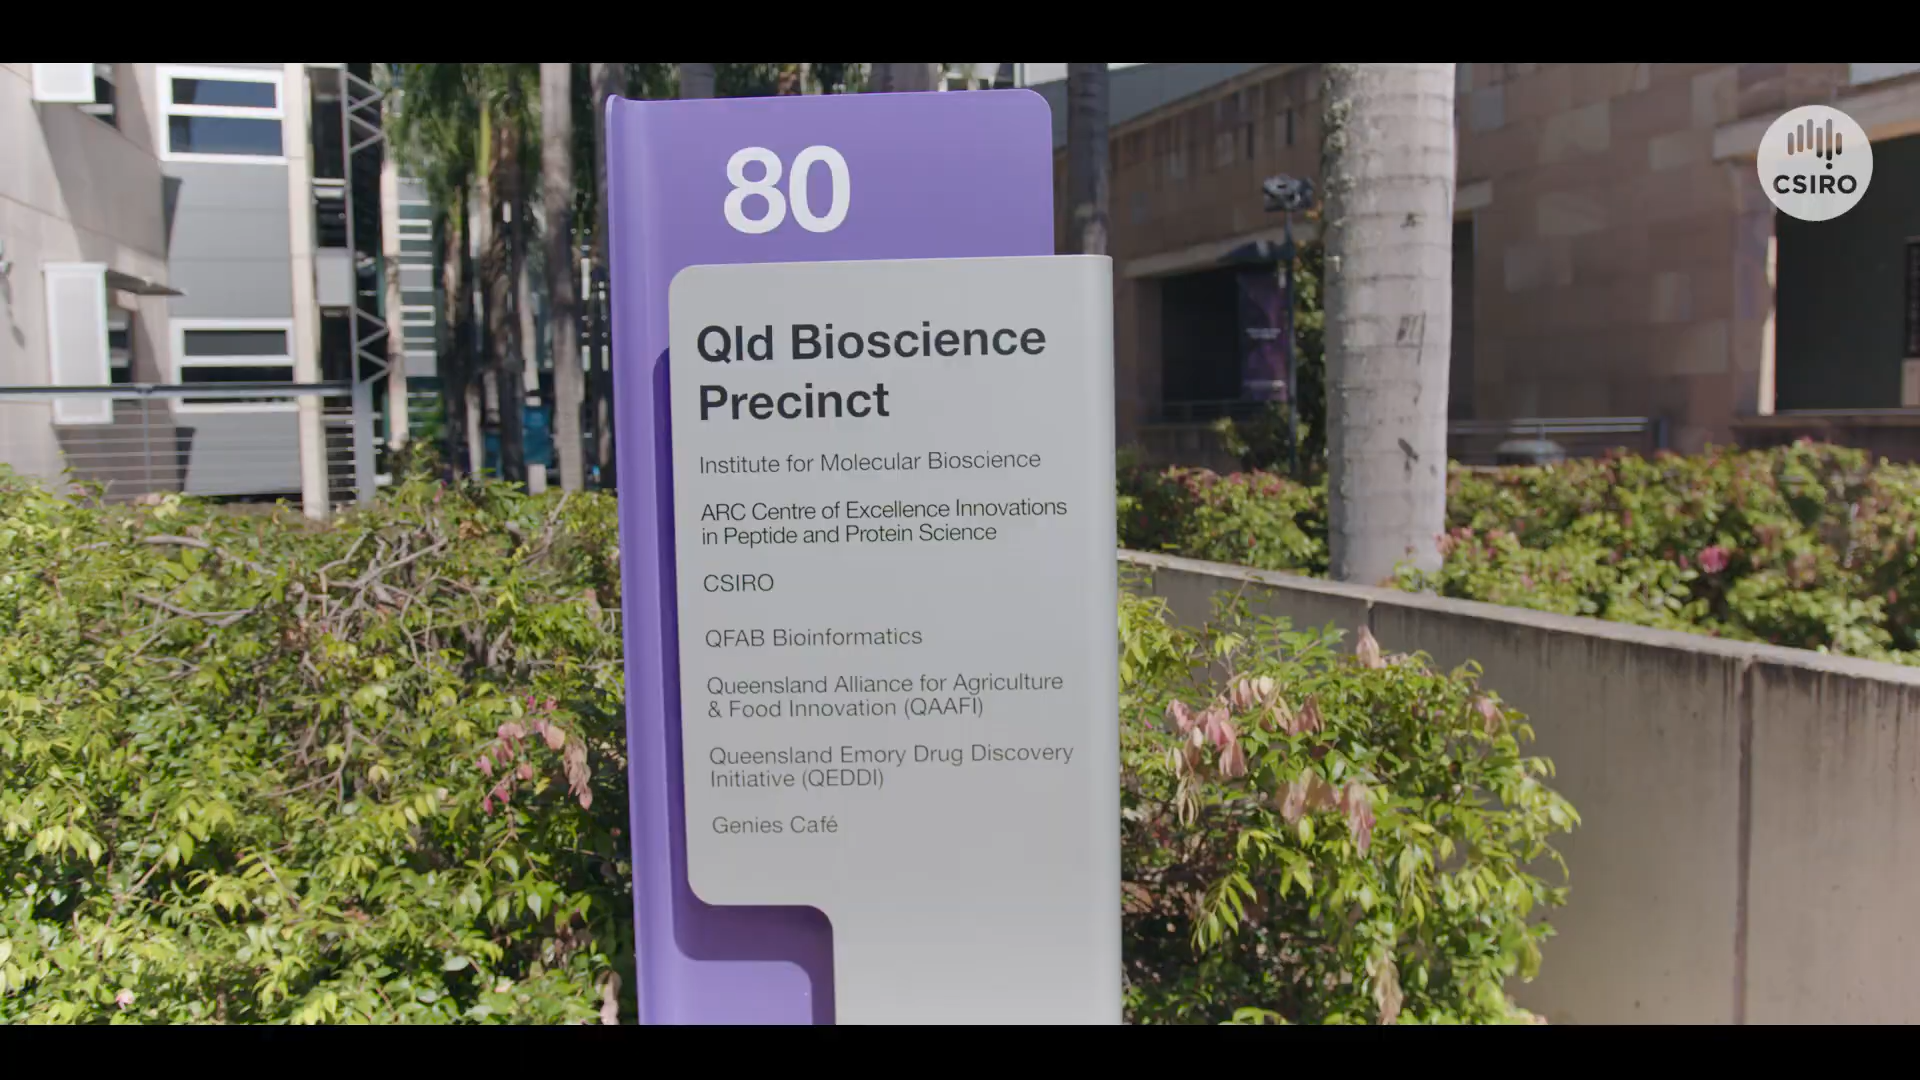 80
CSIRO
Qld Bioscience
Precinct
Institute for Molecular Bioscience
ARC Centre of Excellence Innovations
in Peptide and Protein Science
CSIRO
QFAB Bioinformatics
Queensland Alliance for Agriculture
& Food Innovation (QAAFI)
Queensland Emory Drug Discovery
Initiative (QEDDI)
Genies Café